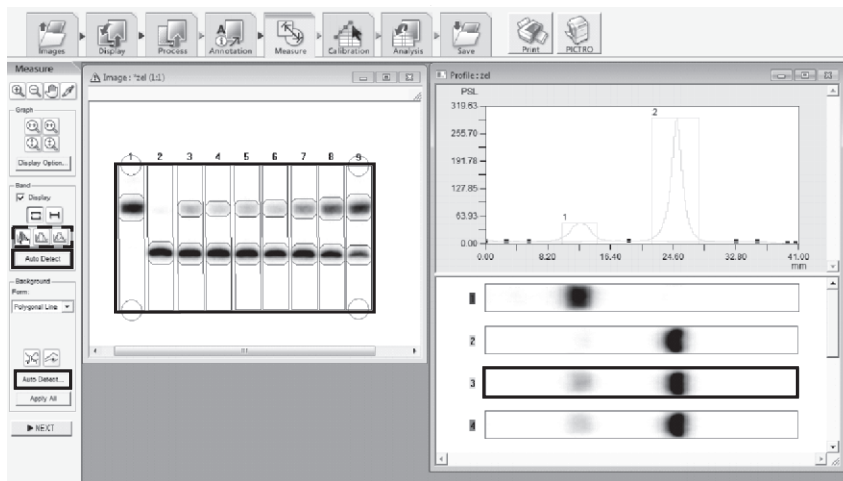 Images Display Process Annotation Measure Calibration Analysis Save Print PICTRO
Measure
Graph
Display Option...
Band
Display
Auto Detect
Background
Form:
Polygonal Line
Auto Detect...
Apply All
NEXT
Image : *zel (1:1)
1 2 3 4 5 6 7 8 9
Profile : zel
PSL
319.63
255.70
191.78
127.85
63.93
0.00
1
2
0.00 8.20 16.40 24.60 32.80 41.00
mm
1
2
3
4